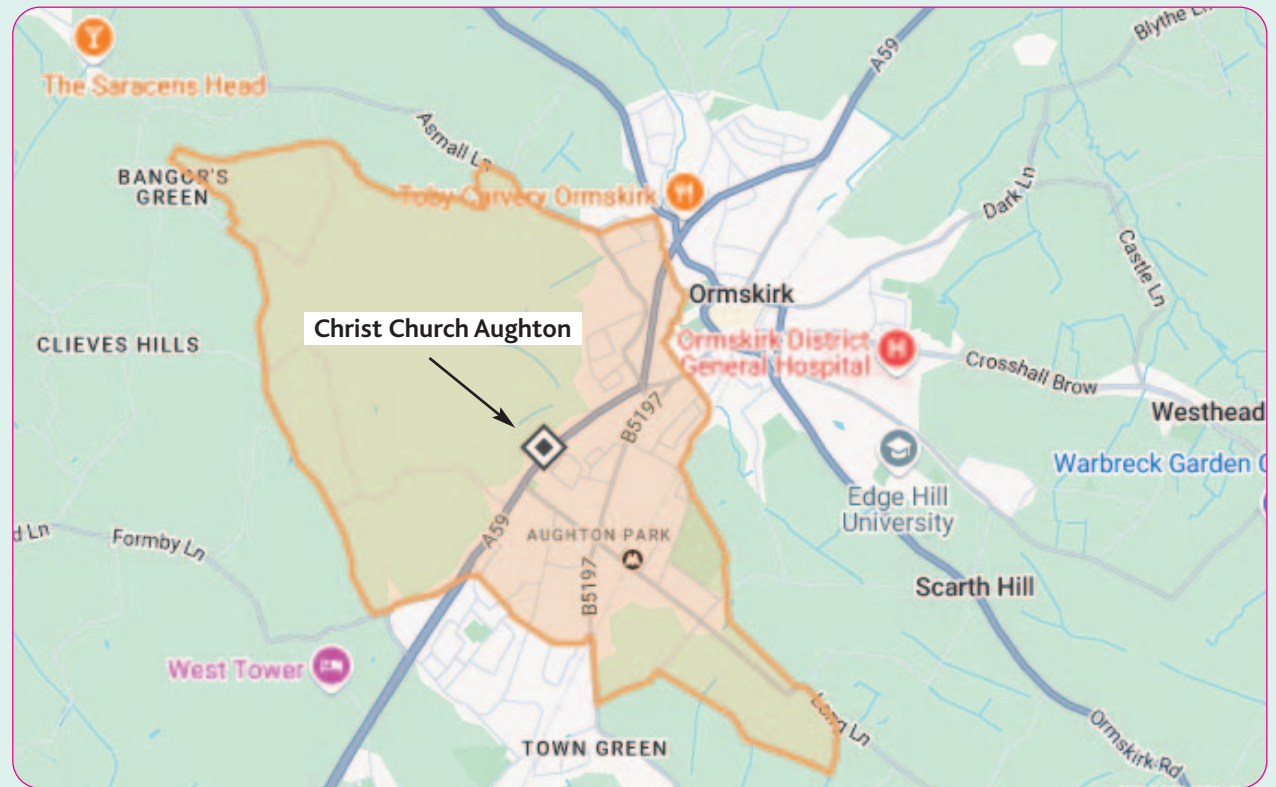 Blythe Ln
A59
The Saracens Head
Asmall Ln
BANGOR'S
GREEN
Toby Carvery Ormskirk
Dark Ln
Castle Ln
Ormskirk
Christ Church Aughton
CLIEVES HILLS
Ormskirk District
General Hospital
Crosshall Brow
Westhead
B5197
Warbreck Garden
Edge Hill
University
A59
AUGHTON PARK
Formby Ln
d Ln
B5197
Scarth Hill
West Tower
Long Ln
TOWN GREEN
Ormskirk Rd